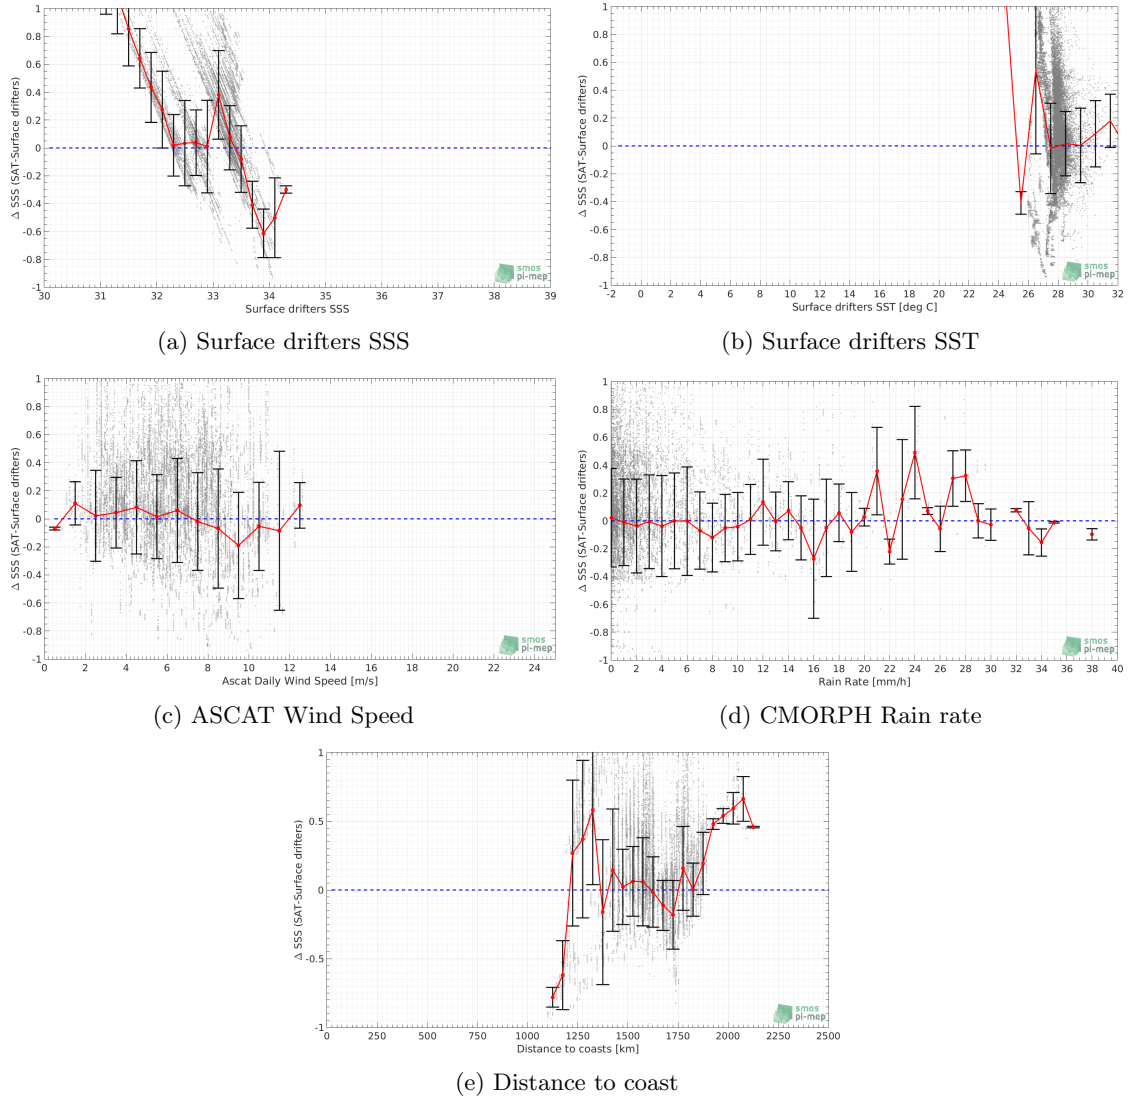 1
0.8
0.6
0.4
0.2
0
-0.2
-0.4
-0.6
-0.8
-1
Δ SSS (SAT-Surface drifters)
30 31 32 33 34 35 36 37 38 39
Surface drifters SSS
smos
pi-mep
(a) Surface drifters SSS
1
0.8
0.6
0.4
0.2
0
-0.2
-0.4
-0.6
-0.8
-1
Δ SSS (SAT-Surface drifters)
-2 0 2 4 6 8 10 12 14 16 18 20 22 24 26 28 30 32
Surface drifters SST [deg C]
smos
pi-mep
(b) Surface drifters SST
1
0.8
0.6
0.4
0.2
0
-0.2
-0.4
-0.6
-0.8
-1
Δ SSS (SAT-Surface drifters)
0 2 4 6 8 10 12 14 16 18 20 22 24
Ascat Daily Wind Speed [m/s]
smos
pi-mep
(c) ASCAT Wind Speed
1
0.8
0.6
0.4
0.2
0
-0.2
-0.4
-0.6
-0.8
-1
Δ SSS (SAT-Surface drifters)
0 2 4 6 8 10 12 14 16 18 20 22 24 26 28 30 32 34 36 38 40
Rain Rate [mm/h]
smos
pi-mep
(d) CMORPH Rain rate
1
0.5
0
-0.5
-1
Δ SSS (SAT-Surface drifters)
0 250 500 750 1000 1250 1500 1750 2000 2250 2500
Distance to coasts [km]
smos
pi-mep
(e) Distance to coast